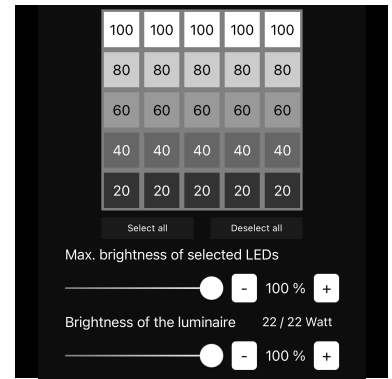 100 100 100 100 100
80 80 80 80 80
60 60 60 60 60
40 40 40 40 40
20 20 20 20 20
Select all Deselect all
Max. brightness of selected LEDs
- 100 % +
Brightness of the luminaire 22 / 22 Watt
- 100 % +